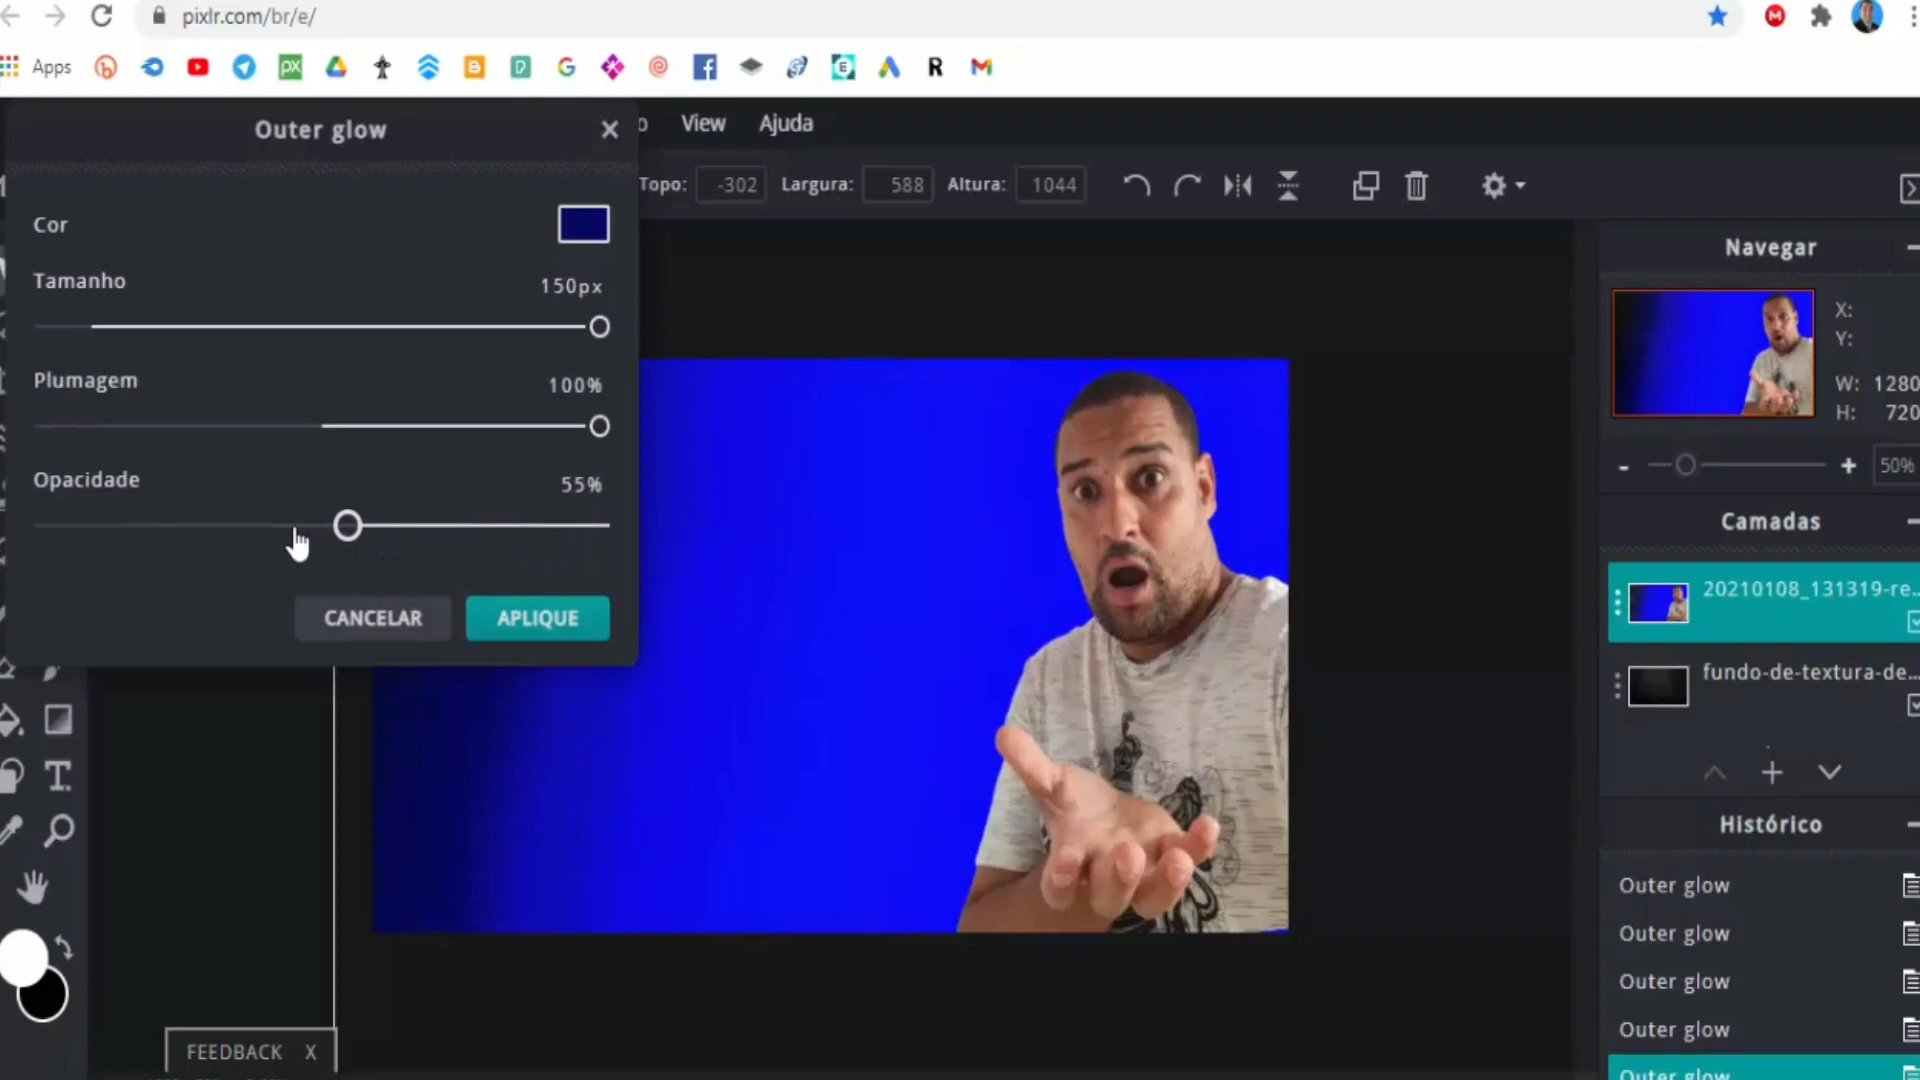 pixlr.com/br/e/
Apps
Outer glow
View
Ajuda
Topo: -302 Largura: 588 Altura: 1044
Cor
Tamanho 150px
Plumagem 100%
Opacidade 55%
CANCELAR APLIQUE
Navegar
X:
Y:
W: 1280
H: 720
- + 50%
Camadas
20210108_131319-re...
fundo-de-textura-de...
Histórico
Outer glow
Outer glow
Outer glow
Outer glow
Outer glow
FEEDBACK X